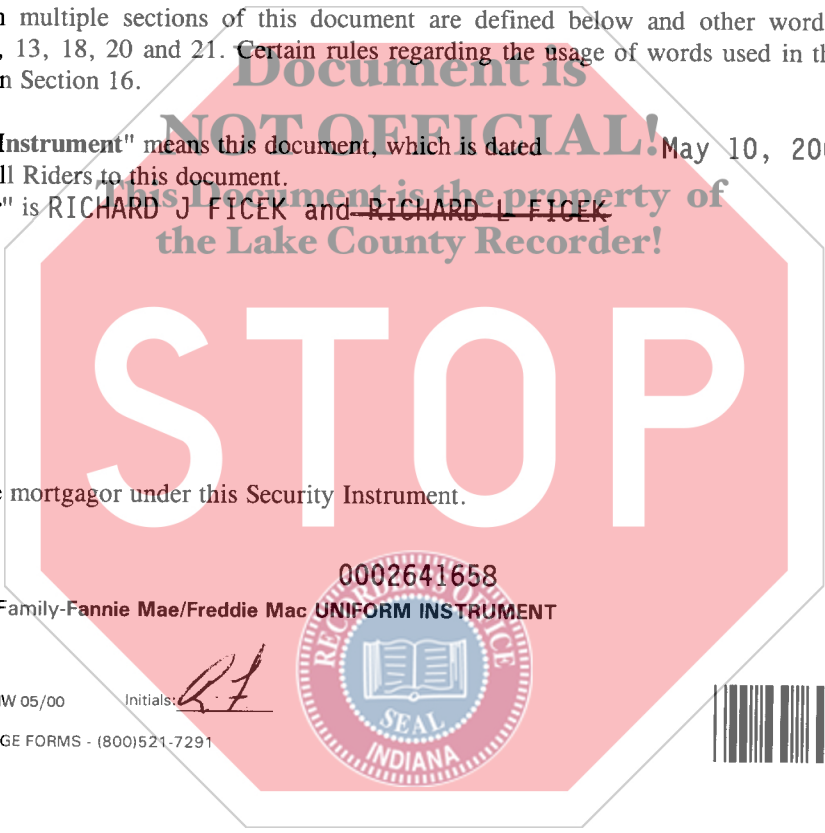 multiple sections of this document are defined below and other word
, 13, 18, 20 and 21. Certain rules regarding the usage of words used in th
n Section 16.
Document is
NOT OFFICIAL!
Instrument" means this document, which is dated May 10, 200
ll Riders to this document.
This Document is the property of
" is RICHARD J FICEK and RICHARD L FICEK
the Lake County Recorder!
STOP
e mortgagor under this Security Instrument.
0002641658
Family-Fannie Mae/Freddie Mac UNIFORM INSTRUMENT
RECORDER'S OFFICE
SEAL
INDIANA
W 05/00 Initials: RF
GE FORMS - (800)521-7291